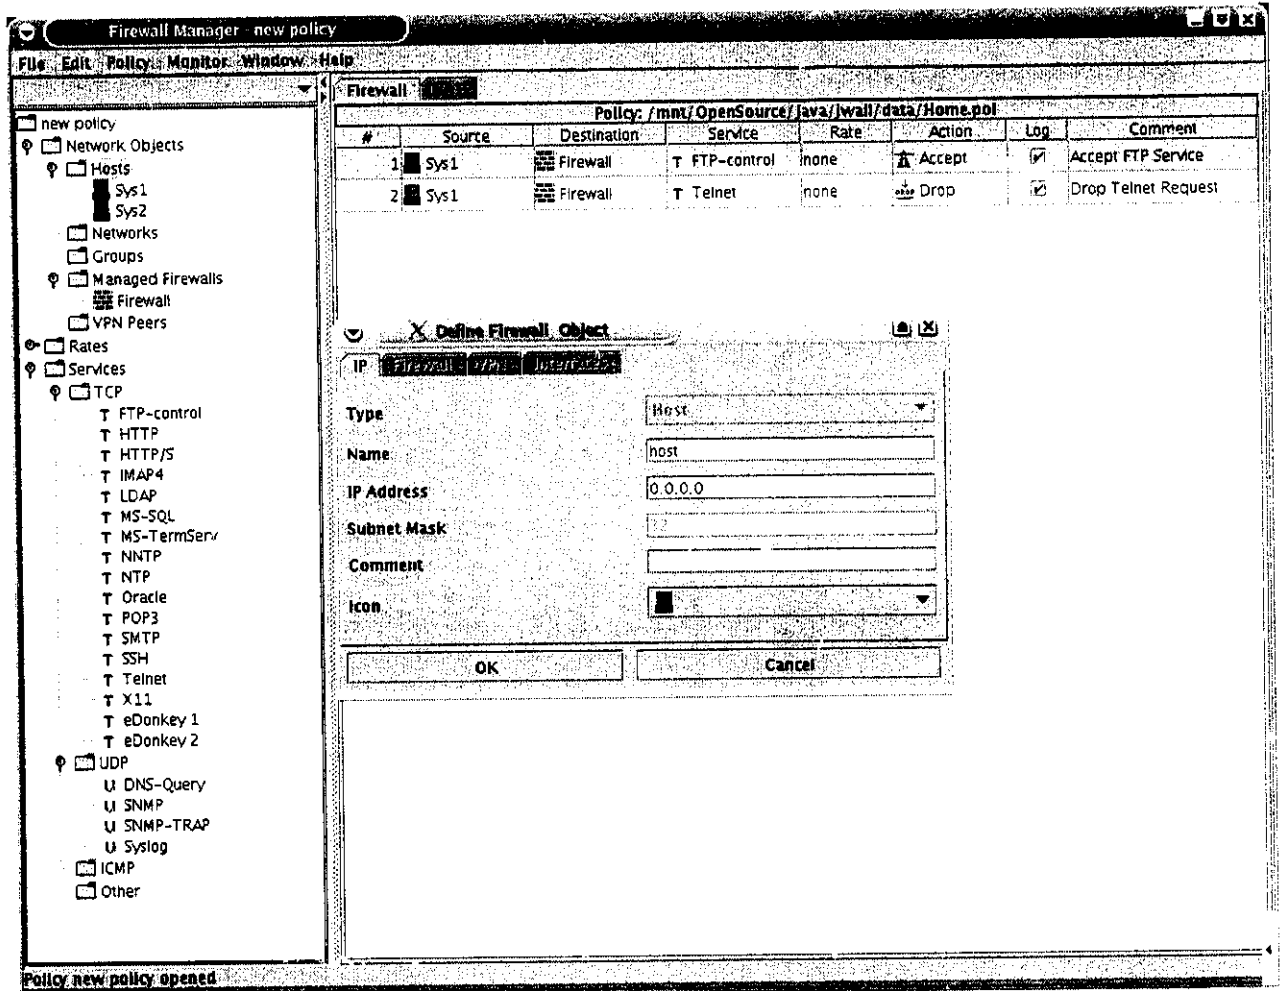 Firewall Manager - new policy
File Edit Policy Monitor Window Help
Firewall
Policy: /mnt/OpenSource/Java/Jwall/data/Home.pol
# Source Destination Service Rate Action Log Comment
1 Sys1 Firewall T FTP-control none Accept Accept FTP Service
2 Sys1 Firewall T Telnet none Drop Drop Telnet Request
new policy
Network Objects
Hosts
Sys1
Sys2
Networks
Groups
Managed Firewalls
Firewall
VPN Peers
Rates
Services
TCP
T FTP-control
T HTTP
T HTTP/S
T IMAP4
T LDAP
T MS-SQL
T MS-TermServ
T NNTP
T NTP
T Oracle
T POP3
T SMTP
T SSH
T Telnet
T X11
T eDonkey 1
T eDonkey 2
UDP
U DNS-Query
U SNMP
U SNMP-TRAP
U Syslog
ICMP
Other
Define Firewall Object
IP Firewall Interfaces
Type Host
Name host
IP Address 0.0.0.0
Subnet Mask 32
Comment
Icon
OK Cancel
Policy new policy opened